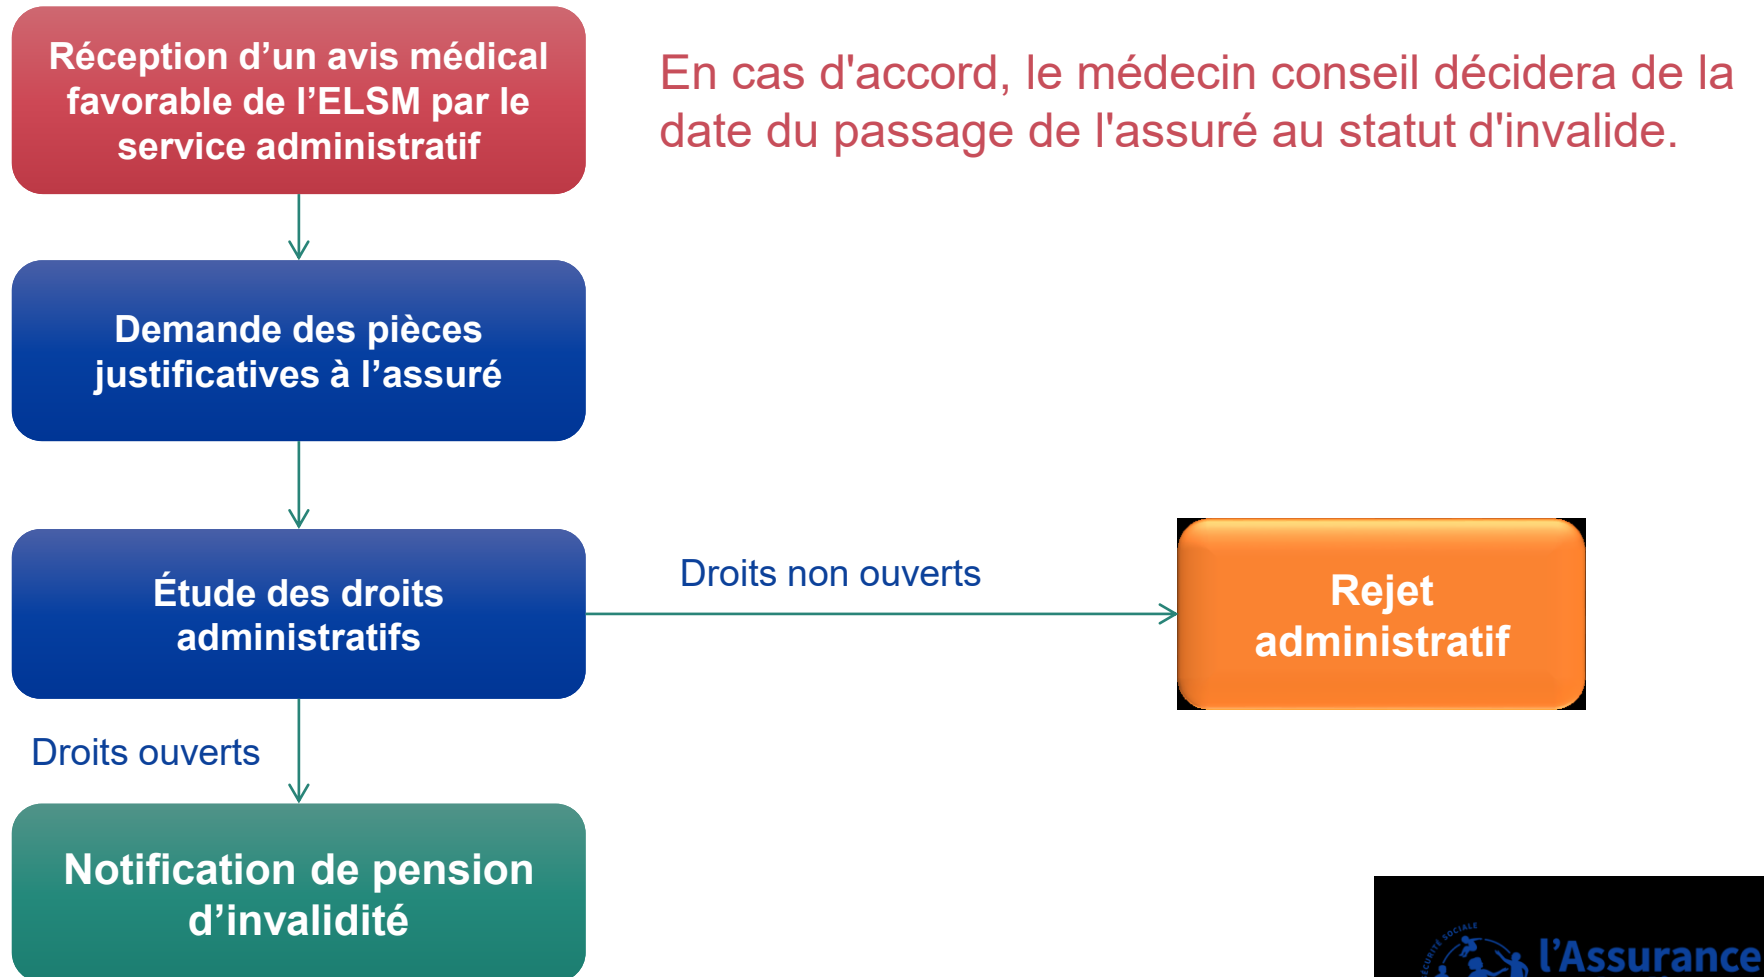 Réception d’un avis médical
favorable de l’ELSM par le
service administratif
En cas d'accord, le médecin conseil décidera de la
date du passage de l'assuré au statut d'invalide.
Demande des pièces
justificatives à l’assuré
Étude des droits
administratifs
Droits non ouverts
Rejet
administratif
Droits ouverts
Notification de pension
d’invalidité
SÉCURITÉ SOCIALE
l’Assurance